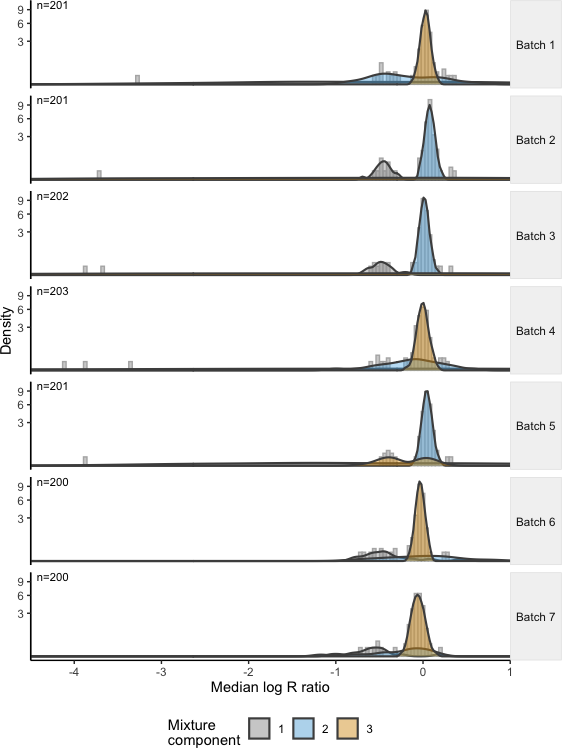 n=201
9
6
3
Batch 1
n=201
9
6
3
Batch 2
n=202
9
6
3
Batch 3
n=203
9
6
3
Batch 4
Density
n=201
9
6
3
Batch 5
n=200
9
6
3
Batch 6
n=200
9
6
3
Batch 7
-4 -3 -2 -1 0 1
Median log R ratio
Mixture
component
1 2 3